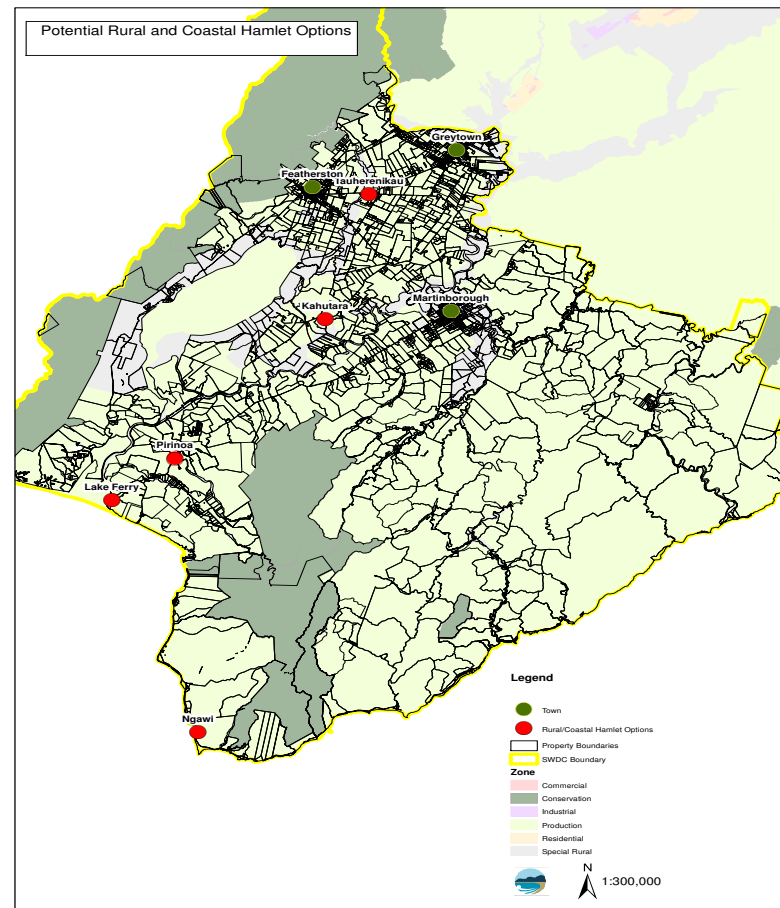 Potential Rural and Coastal Hamlet Options
Greytown
Featherston
Tauherenikau
Martinborough
Kahutara
Pirinoa
Lake Ferry
Ngawi
Legend
Town
Rural/Coastal Hamlet Options
Property Boundaries
SWDC Boundary
Zone
Commercial
Conservation
Industrial
Production
Residential
Special Rural
N
1:300,000